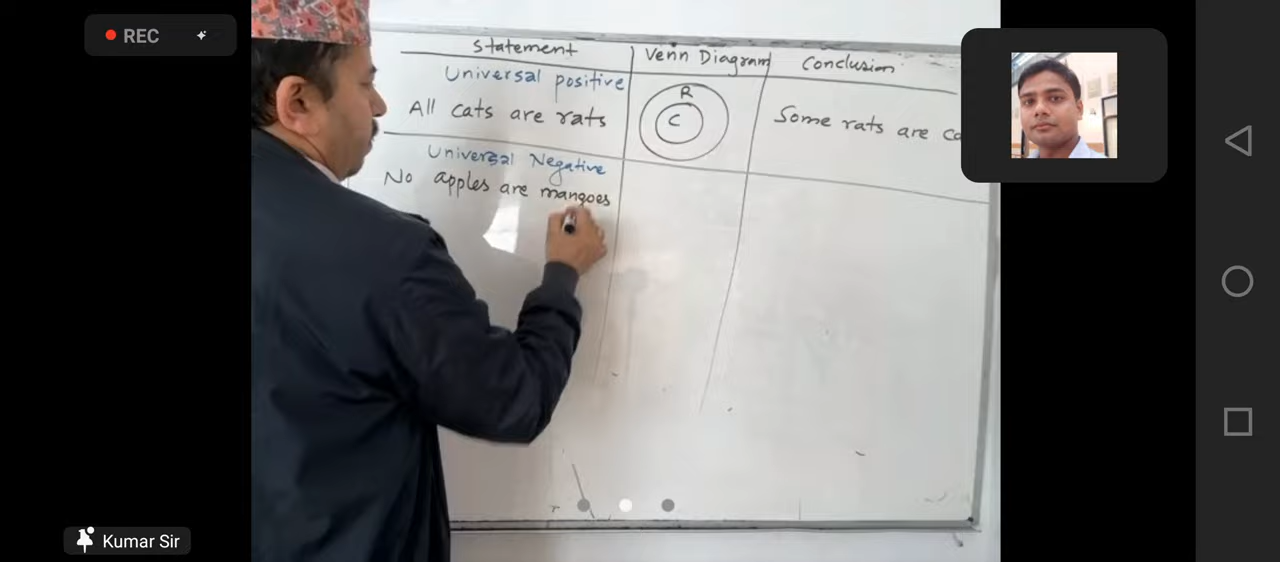 REC
Statement Venn Diagram Conclusion
Universal positive
All cats are rats
R
C
Some rats are
Universal Negative
No apples are mangoes
Kumar Sir